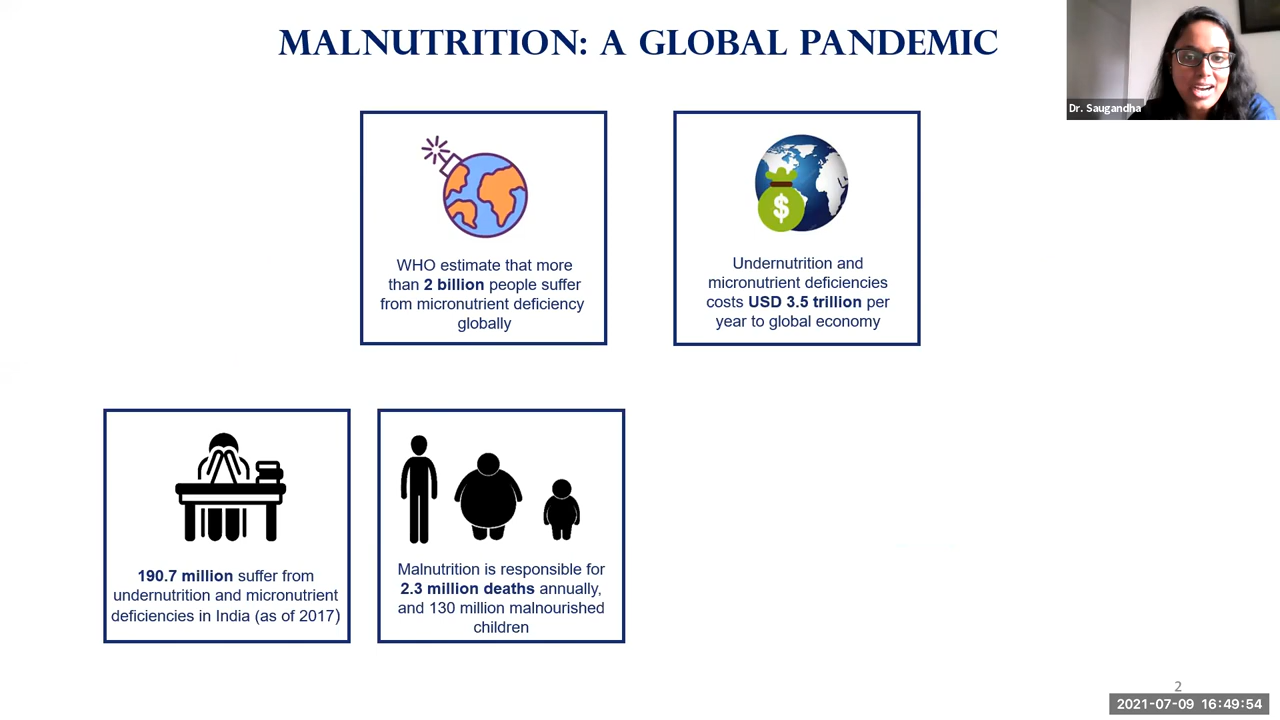 MALNUTRITION: A GLOBAL PANDEMIC
Dr. Saugandha
WHO estimate that more
than 2 billion people suffer
from micronutrient deficiency
globally
$
Undernutrition and
micronutrient deficiencies
costs USD 3.5 trillion per
year to global economy
190.7 million suffer from
undernutrition and micronutrient
deficiencies in India (as of 2017)
Malnutrition is responsible for
2.3 million deaths annually,
and 130 million malnourished
children
2
2021-07-09 16:49:54